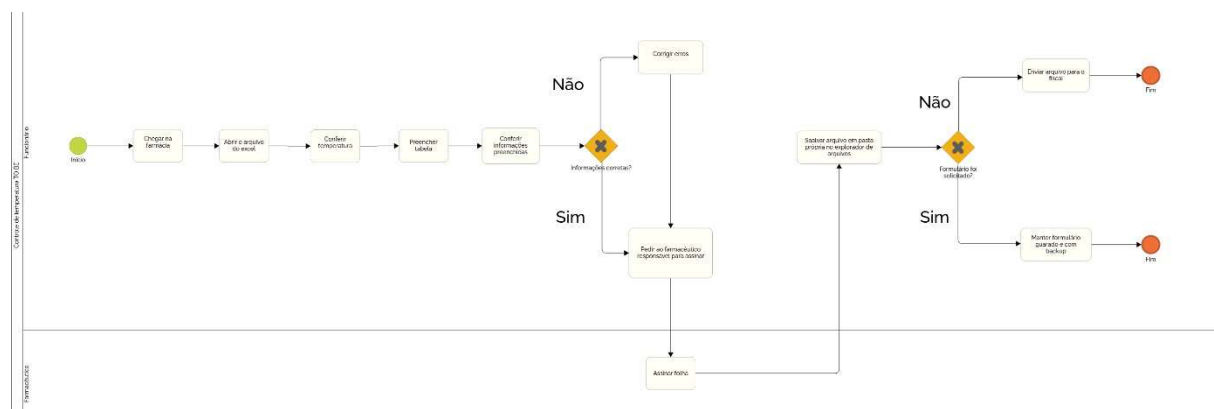 Controle de temperatura TO BE
Funcionário
Início
Chegar na
farmácia
Abrir o arquivo
do excel
Conferir
temperatura
Preencher
tabela
Conferir
informações
preenchidas
Informações corretas?
Não
Corrigir erros
Sim
Pedir ao farmacêutico
responsável para assinar
Salvar arquivo em pasta
própria no explorador de
arquivos
Formulário foi
solicitado?
Não
Enviar arquivo para o
fiscal
Fim
Sim
Manter formulário
guarado e com
backup
Fim
Farmacêutico
Assinar folha